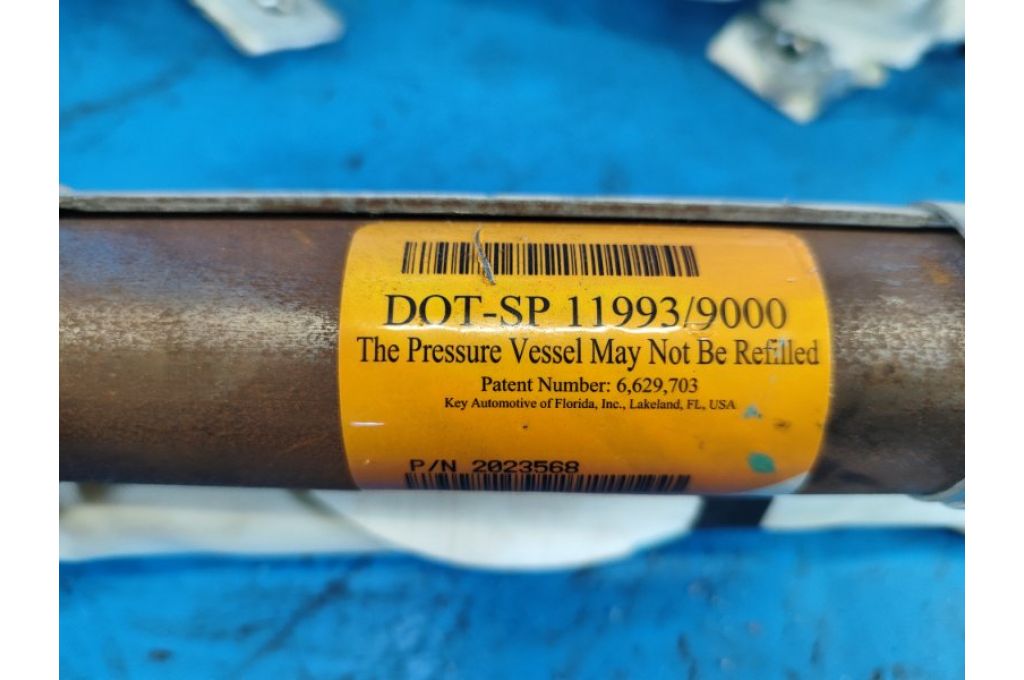 DOT-SP 11993/9000
The Pressure Vessel May Not Be Refilled
Patent Number: 6,629,703
Key Automotive of Florida, Inc., Lakeland, FL, USA
P/N 2023568